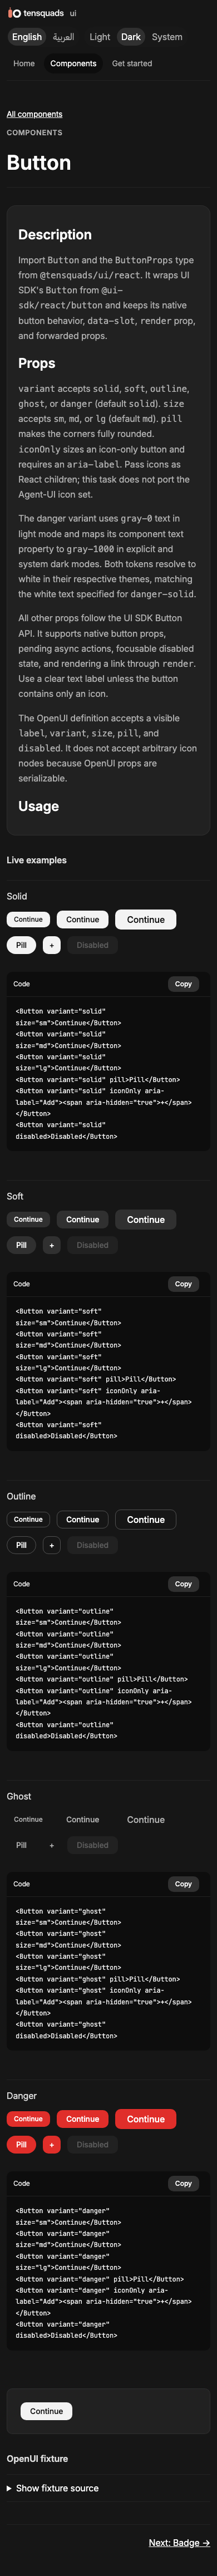 tensquads ui
English العربية Light Dark System
Home Components Get started
All components
COMPONENTS
Button
Description
Import Button and the ButtonProps type
from @tensquads/ui/react. It wraps UI
SDK's Button from @ui-
sdk/react/button and keeps its native
button behavior, data-slot, render prop,
and forwarded props.
Props
variant accepts solid, soft, outline,
ghost, or danger (default solid). size
accepts sm, md, or lg (default md). pill
makes the corners fully rounded.
iconOnly sizes an icon-only button and
requires aria-label. Pass icons as
React children; this task does not port the
Agent-UI icon set.
The danger variant uses gray-0 text in
light mode and maps its component text
property to gray-1000 in explicit and
system dark modes. Both tokens resolve to
white in their respective themes, matching
the white text specified for danger-solid.
All other props follow the UI SDK Button
API. It supports native button props,
pending async actions, focusable disabled
state, and rendering a link through render.
Use a clear text label unless the button
contains only an icon.
The OpenUI definition accepts a visible
label, variant, size, pill, and
disabled. It does not accept arbitrary icon
nodes because OpenUI props are
serializable.
Usage
Live examples
Solid
Continue Continue Continue
Pill + Disabled
Code Copy
<Button variant="solid"
size="sm">Continue</Button>
<Button variant="solid"
size="md">Continue</Button>
<Button variant="solid"
size="lg">Continue</Button>
<Button variant="solid" pill>Pill</Button>
<Button variant="solid" iconOnly aria-
label="Add"><span aria-hidden="true">+</span>
</Button>
<Button variant="solid"
disabled>Disabled</Button>
Soft
Continue Continue Continue
Pill + Disabled
Code Copy
<Button variant="soft"
size="sm">Continue</Button>
<Button variant="soft"
size="md">Continue</Button>
<Button variant="soft"
size="lg">Continue</Button>
<Button variant="soft" pill>Pill</Button>
<Button variant="soft" iconOnly aria-
label="Add"><span aria-hidden="true">+</span>
</Button>
<Button variant="soft"
disabled>Disabled</Button>
Outline
Continue Continue Continue
Pill + Disabled
Code Copy
<Button variant="outline"
size="sm">Continue</Button>
<Button variant="outline"
size="md">Continue</Button>
<Button variant="outline"
size="lg">Continue</Button>
<Button variant="outline" pill>Pill</Button>
<Button variant="outline" iconOnly aria-
label="Add"><span aria-hidden="true">+</span>
</Button>
<Button variant="outline"
disabled>Disabled</Button>
Ghost
Continue Continue Continue
Pill + Disabled
Code Copy
<Button variant="ghost"
size="sm">Continue</Button>
<Button variant="ghost"
size="md">Continue</Button>
<Button variant="ghost"
size="lg">Continue</Button>
<Button variant="ghost" pill>Pill</Button>
<Button variant="ghost" iconOnly aria-
label="Add"><span aria-hidden="true">+</span>
</Button>
<Button variant="ghost"
disabled>Disabled</Button>
Danger
Continue Continue Continue
Pill + Disabled
Code Copy
<Button variant="danger"
size="sm">Continue</Button>
<Button variant="danger"
size="md">Continue</Button>
<Button variant="danger"
size="lg">Continue</Button>
<Button variant="danger" pill>Pill</Button>
<Button variant="danger" iconOnly aria-
label="Add"><span aria-hidden="true">+</span>
</Button>
<Button variant="danger"
disabled>Disabled</Button>
Continue
OpenUI fixture
▶ Show fixture source
Next: Badge →